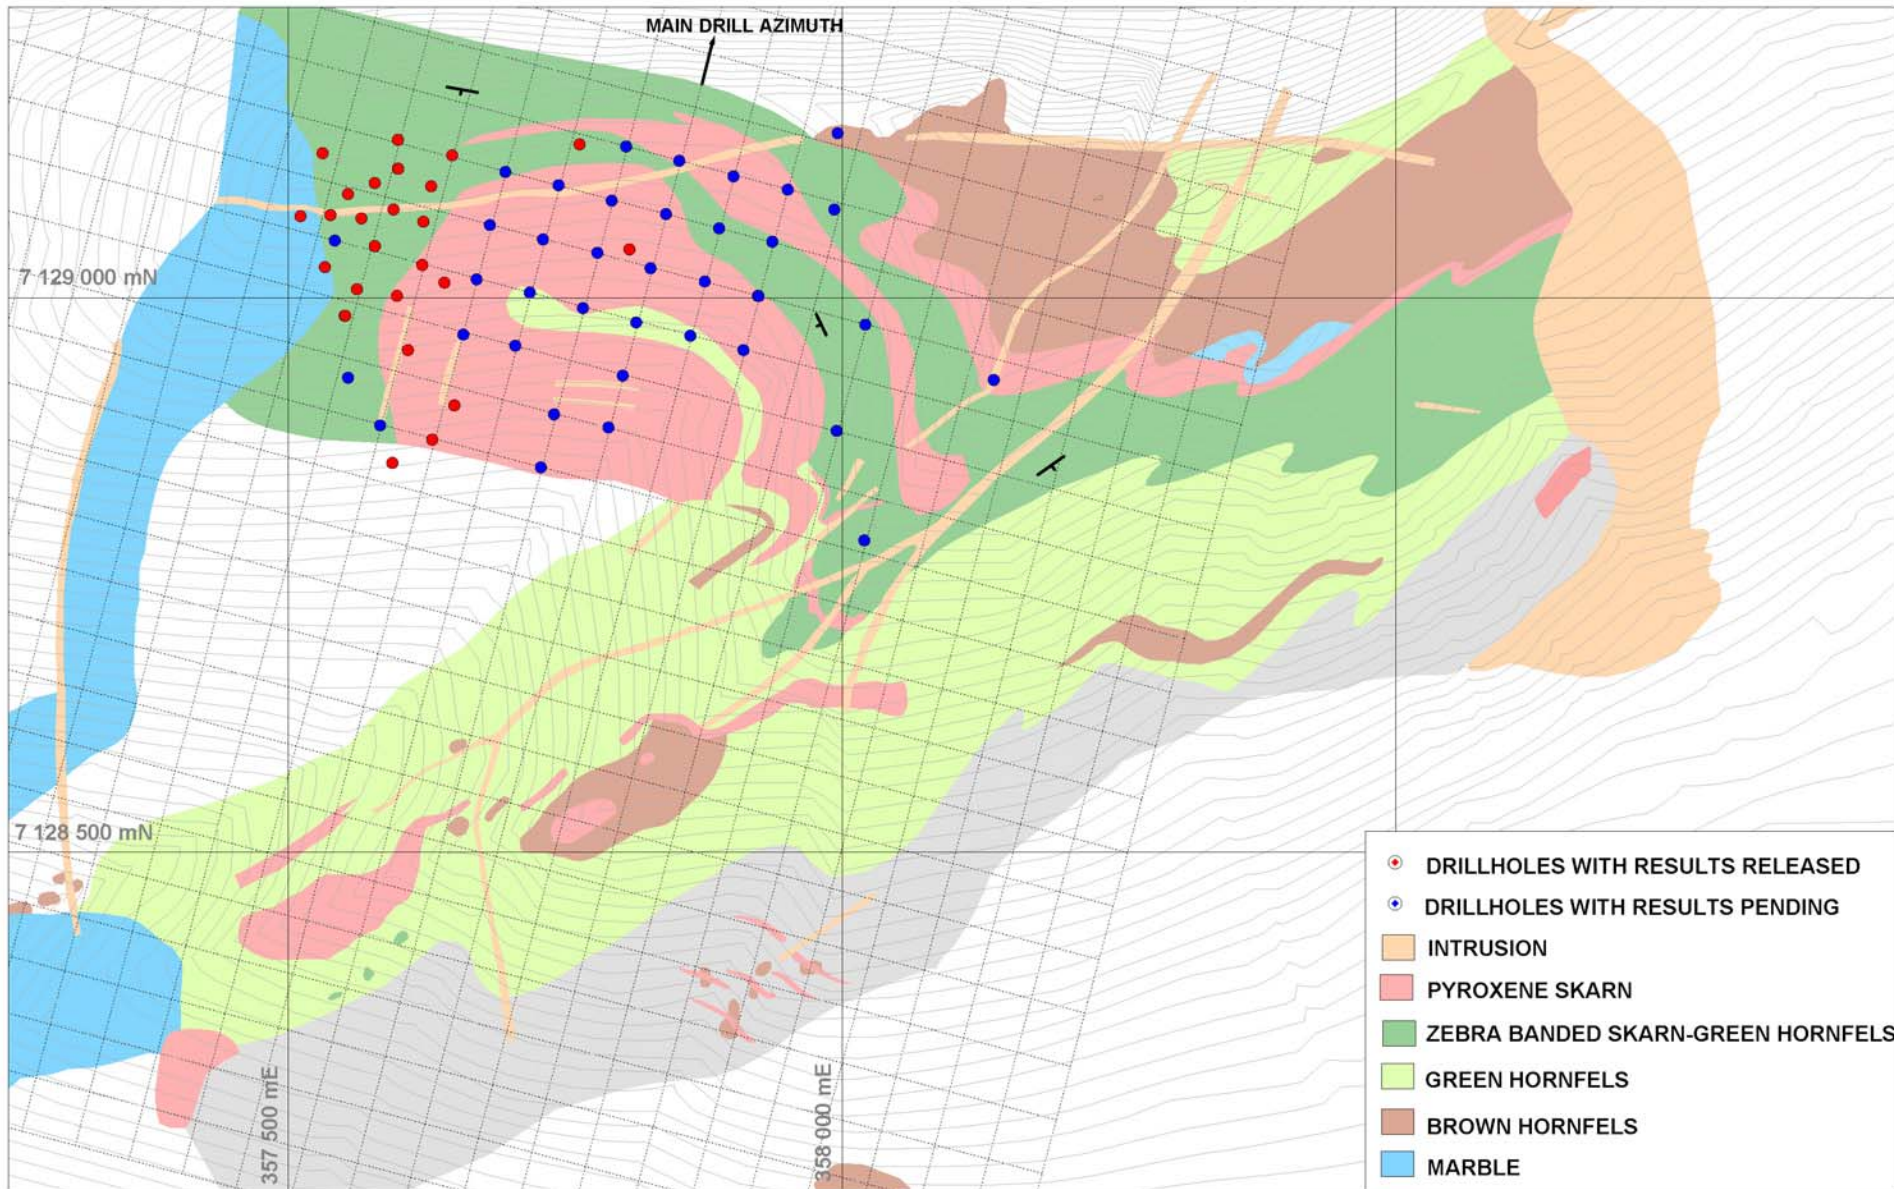 MAIN DRILL AZIMUTH
7 129 000 mN
7 128 500 mN
357 500 mE
358 000 mE
DRILLHOLES WITH RESULTS RELEASED
DRILLHOLES WITH RESULTS PENDING
INTRUSION
PYROXENE SKARN
ZEBRA BANDED SKARN-GREEN HORNFELS
GREEN HORNFELS
BROWN HORNFELS
MARBLE